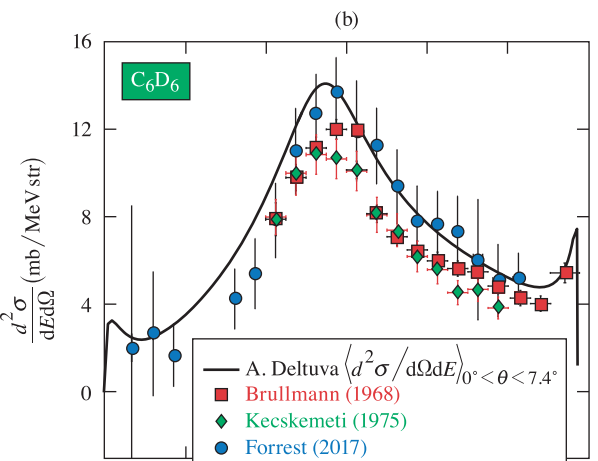 (b)
16
C₆D₆
12
8
4
0
d²σ/dEdΩ (mb/MeV str)
A. Deltuva ⟨d²σ/dΩdE⟩0°<θ<7.4°
Brullmann (1968)
Kecskemeti (1975)
Forrest (2017)